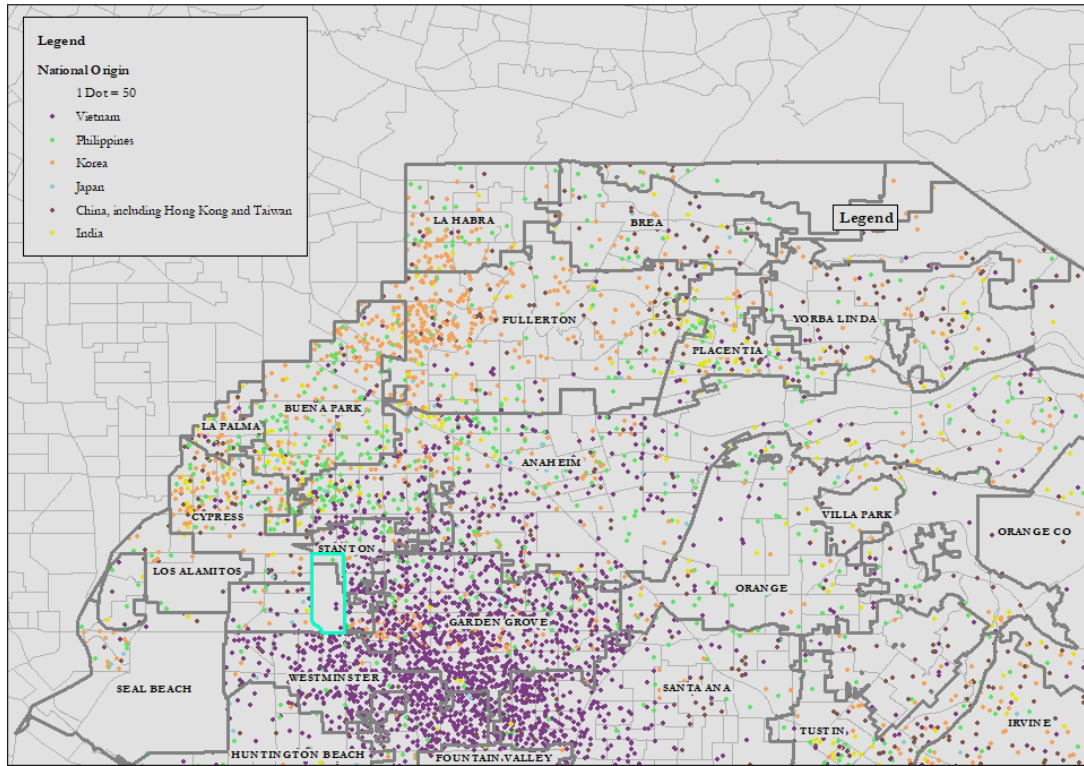 Legend
National Origin
1 Dot = 50
Vietnam
Philippines
Korea
Japan
China, including Hong Kong and Taiwan
India
Legend
LA HABRA
BREA
FULLERTON
YORBA LINDA
PLACENTIA
BUENA PARK
LA PALMA
ANAHEIM
CYPRESS
VILLA PARK
ORANGE CO
STANTON
LOS ALAMITOS
ORANGE
GARDEN GROVE
WESTMINSTER
SEAL BEACH
SANTA ANA
IRVINE
TUSTIN
HUNTINGTON BEACH
FOUNTAIN VALLEY